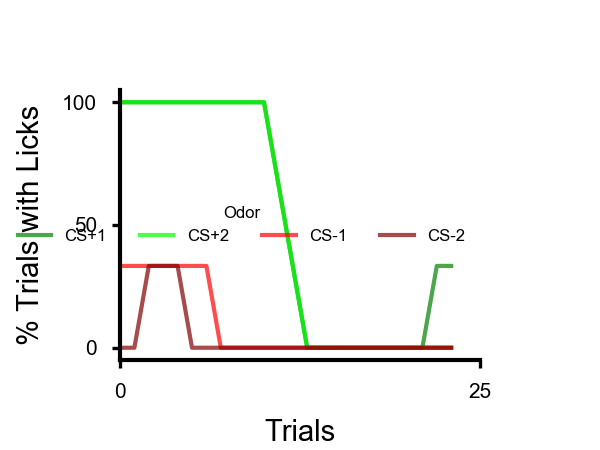 % Trials with Licks
100
50
0
Odor
CS+1 CS+2 CS-1 CS-2
0 25
Trials